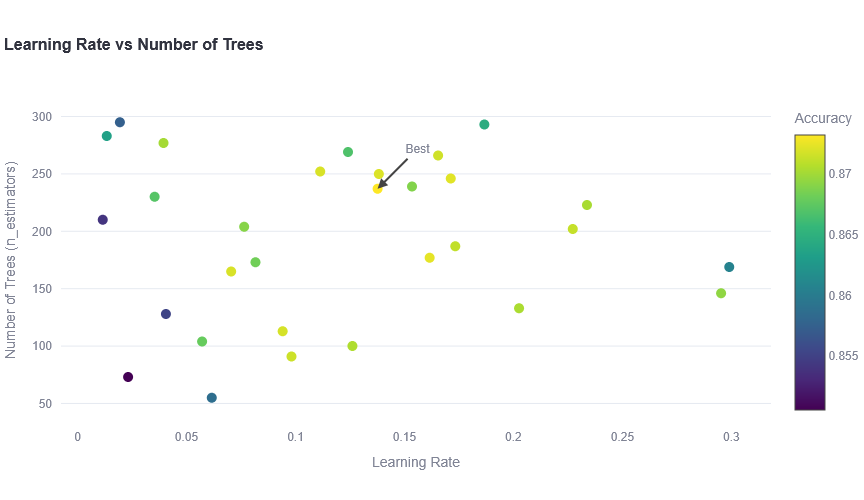 Learning Rate vs Number of Trees
Accuracy
300
250
200
150
100
50
Number of Trees (n_estimators)
Best
0.87
0.865
0.86
0.855
0 0.05 0.1 0.15 0.2 0.25 0.3
Learning Rate